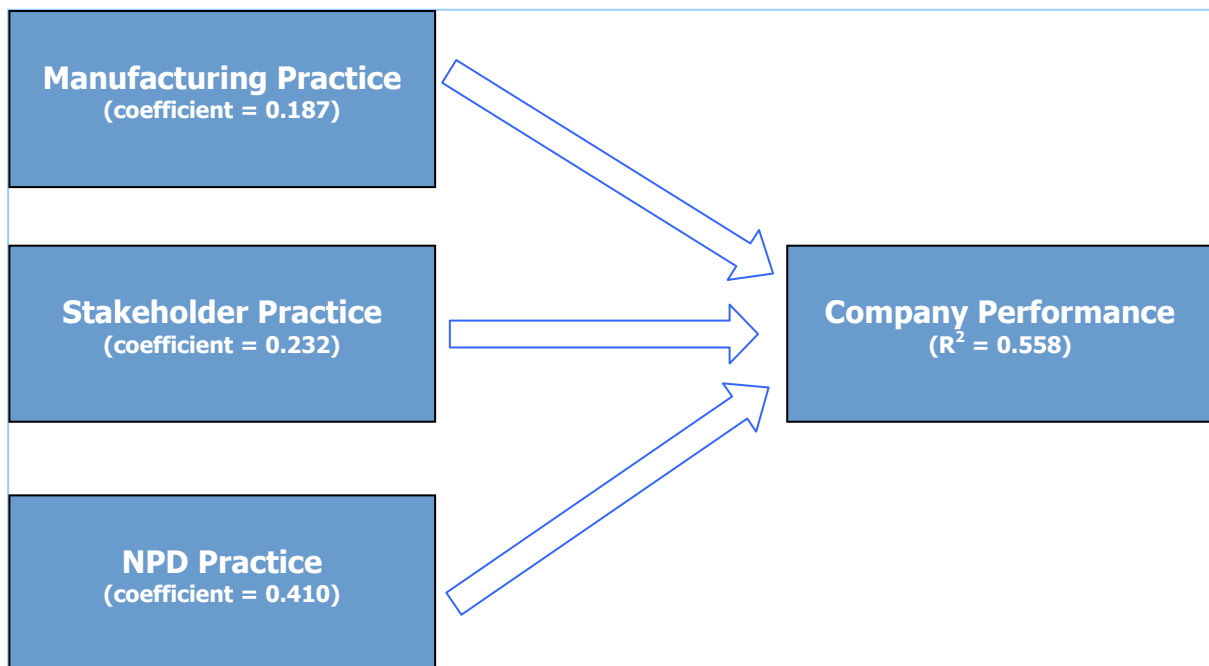 Manufacturing Practice
(coefficient = 0.187)
Stakeholder Practice
(coefficient = 0.232)
Company Performance
(R² = 0.558)
NPD Practice
(coefficient = 0.410)